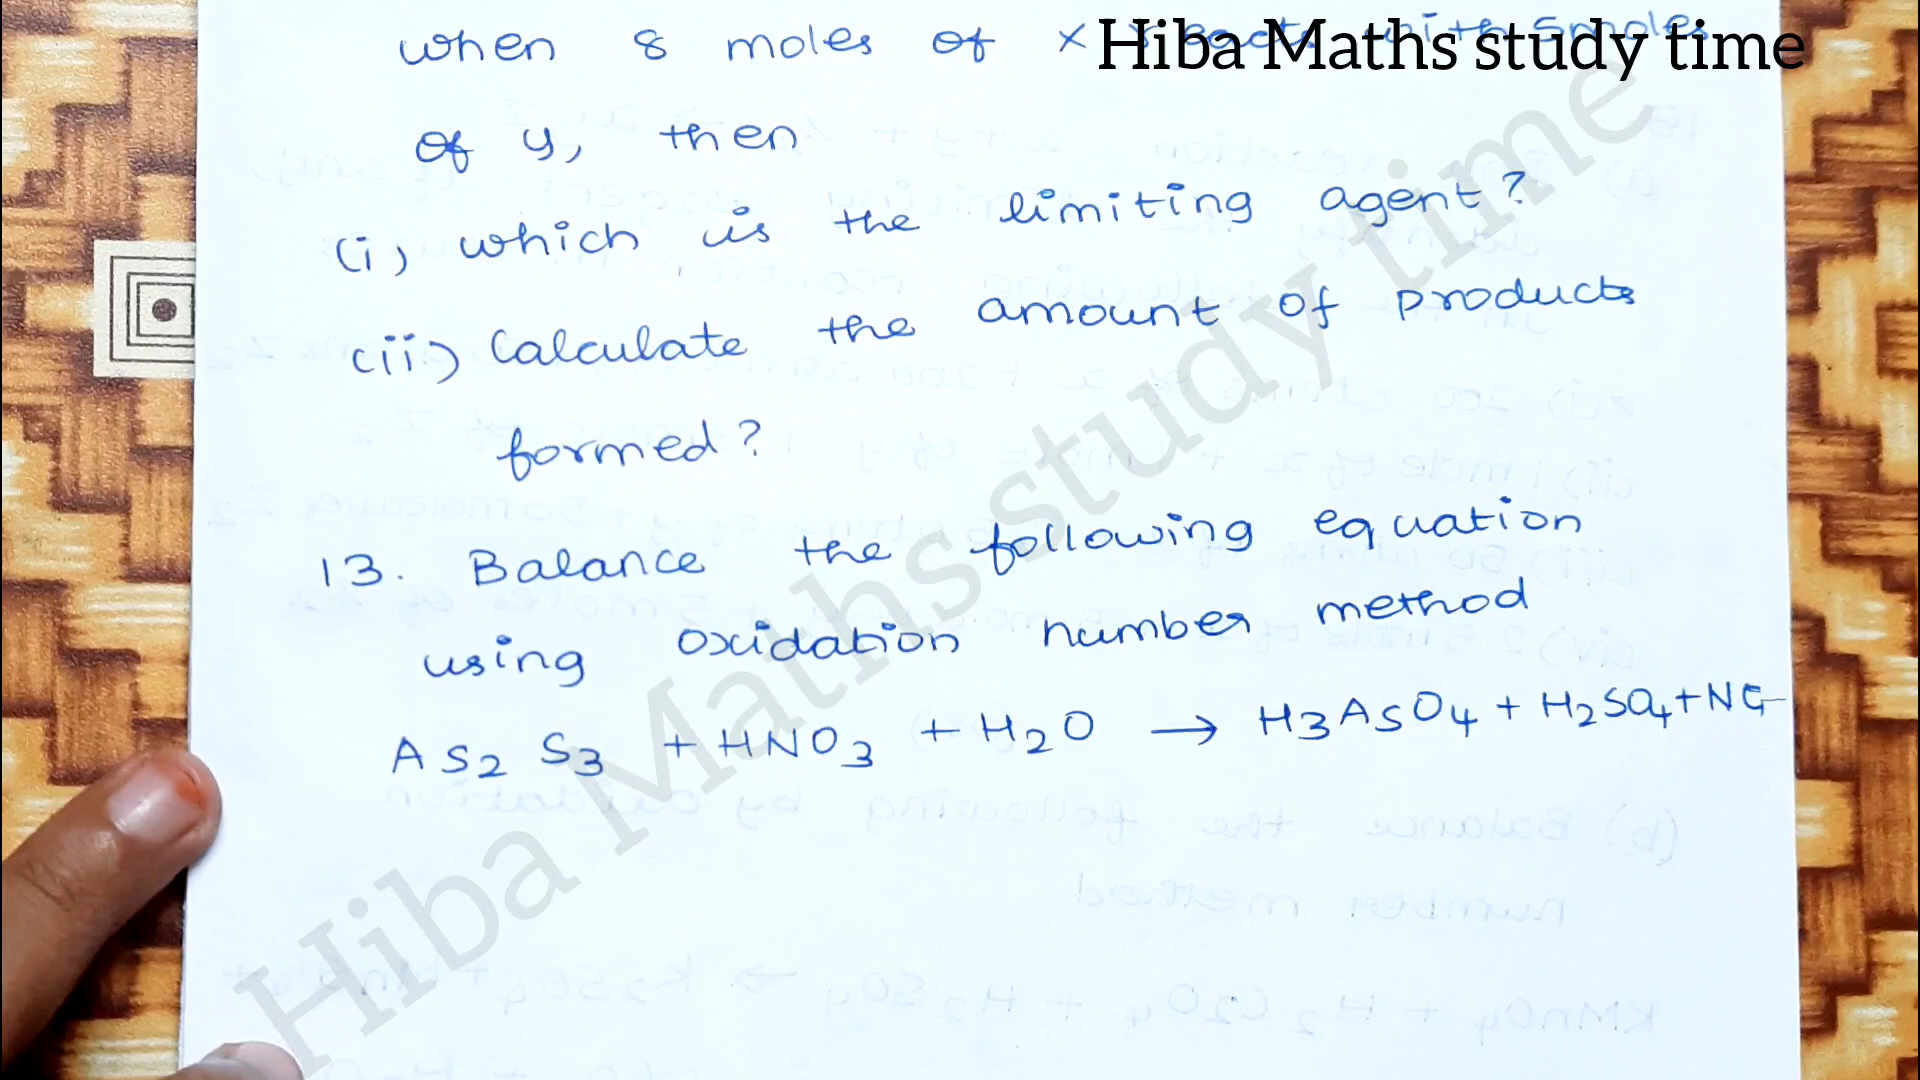 when 8 moles of x
Hiba Maths study time
of y, then
(i) which is the limiting agent?
(ii) Calculate the amount of products
formed?
13. Balance the following equation
using oxidation number method
As2 S3 + HNO3 + H2O → H3AsO4 + H2SO4 +
Hiba Maths study time